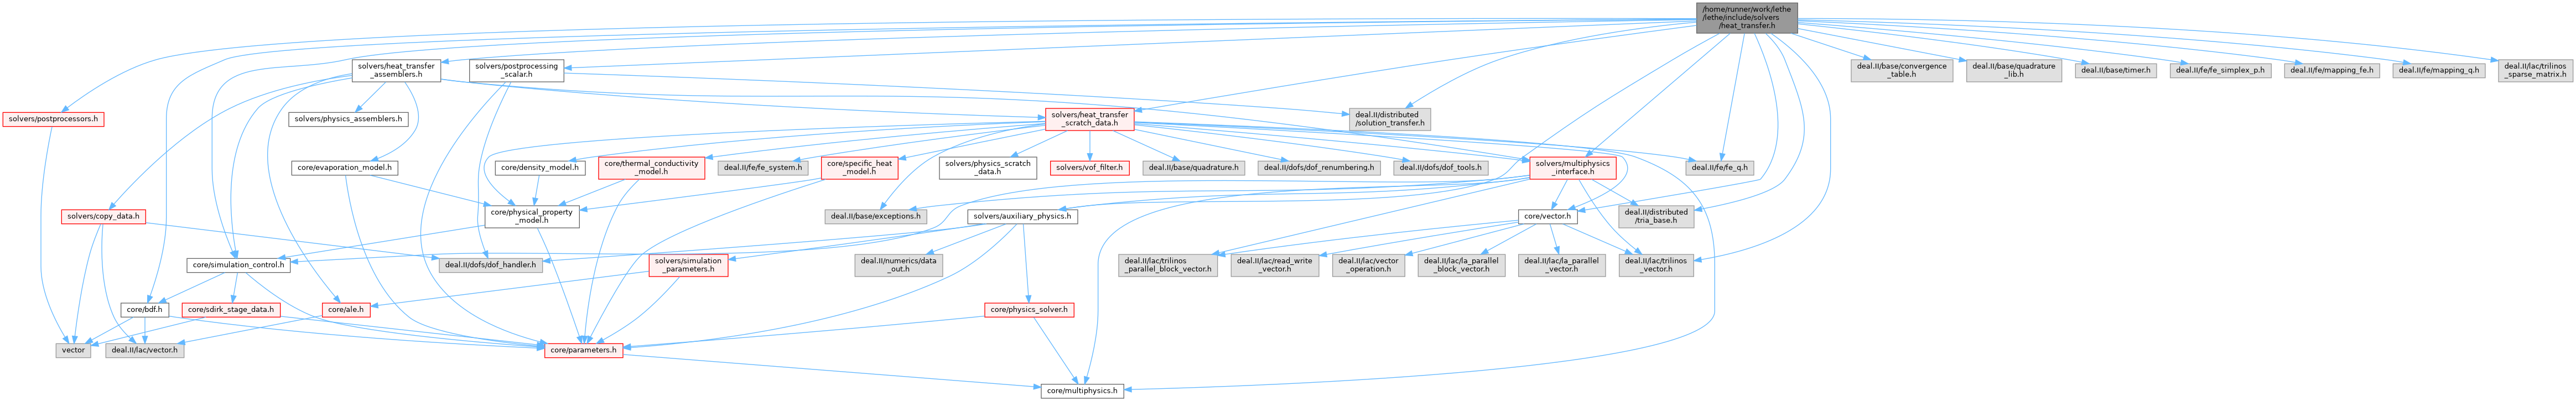 /home/runner/work/lethe
/lethe/include/solvers
/heat_transfer.h
solvers/heat_transfer
_assemblers.h
solvers/postprocessing
_scalar.h
deal.II/base/convergence
_table.h
deal.II/base/quadrature
_lib.h
deal.II/base/timer.h
deal.II/fe/fe_simplex_p.h
deal.II/fe/mapping_fe.h
deal.II/fe/mapping_q.h
deal.II/lac/trilinos
_sparse_matrix.h
solvers/postprocessors.h
solvers/physics_assemblers.h
solvers/heat_transfer
_scratch_data.h
deal.II/distributed
/solution_transfer.h
core/evaporation_model.h
core/density_model.h
core/thermal_conductivity
_model.h
deal.II/fe/fe_system.h
core/specific_heat
_model.h
solvers/physics_scratch
_data.h
solvers/vof_filter.h
deal.II/base/quadrature.h
deal.II/dofs/dof_renumbering.h
deal.II/dofs/dof_tools.h
solvers/multiphysics
_interface.h
deal.II/fe/fe_q.h
solvers/copy_data.h
core/physical_property
_model.h
deal.II/base/exceptions.h
solvers/auxiliary_physics.h
core/vector.h
deal.II/distributed
/tria_base.h
core/simulation_control.h
deal.II/dofs/dof_handler.h
solvers/simulation
_parameters.h
deal.II/numerics/data
_out.h
deal.II/lac/trilinos
_parallel_block_vector.h
deal.II/lac/read_write
_vector.h
deal.II/lac/vector
_operation.h
deal.II/lac/la_parallel
_block_vector.h
deal.II/lac/la_parallel
_vector.h
deal.II/lac/trilinos
_vector.h
core/bdf.h
core/sdirk_stage_data.h
core/ale.h
core/physics_solver.h
vector
deal.II/lac/vector.h
core/parameters.h
core/multiphysics.h